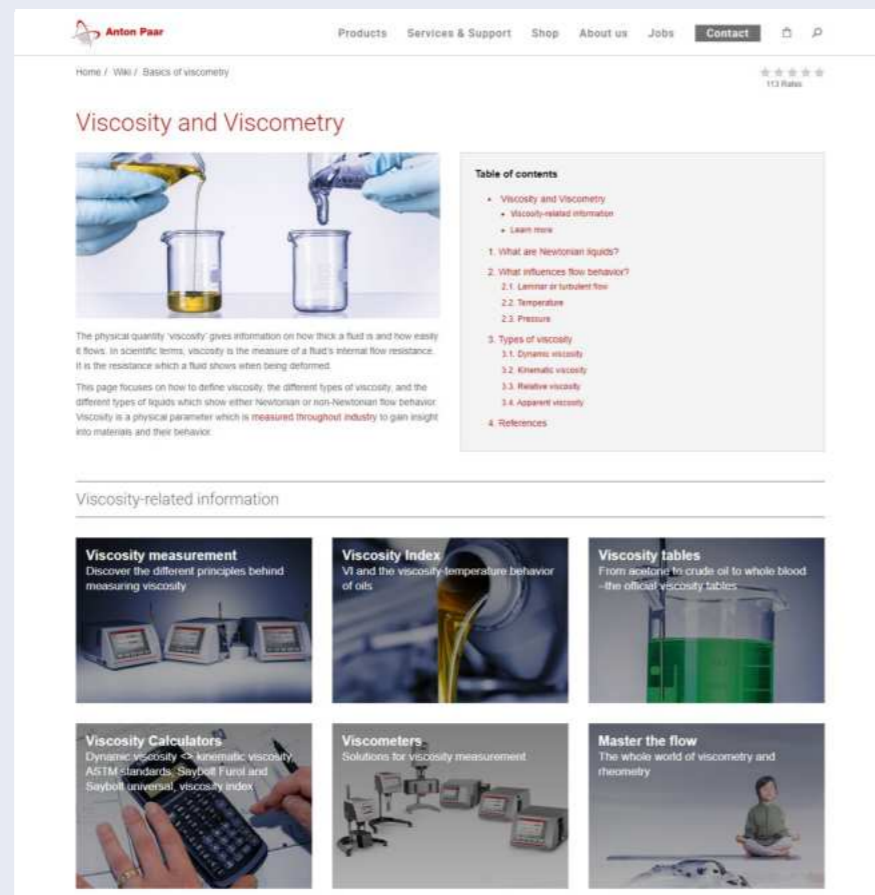 Anton Paar
Products Services & Support Shop About us Jobs Contact
Home / Wiki / Basics of viscometry
113 Rates
Viscosity and Viscometry
The physical quantity 'viscosity' gives information on how thick a fluid is and how easily
it flows. In scientific terms, viscosity is the measure of a fluid's internal flow resistance.
It is the resistance which a fluid shows when being deformed.
This page focuses on how to define viscosity, the different types of viscosity, and the
different types of liquids which show either Newtonian or non-Newtonian flow behavior.
Viscosity is a physical parameter which is measured throughout industry to gain insight
into materials and their behavior.
Table of contents
• Viscosity and Viscometry
• Viscosity-related information
• Learn more
1. What are Newtonian liquids?
2. What influences flow behavior?
2.1. Laminar or turbulent flow
2.2. Temperature
2.3. Pressure
3. Types of viscosity
3.1. Dynamic viscosity
3.2. Kinematic viscosity
3.3. Relative viscosity
3.4. Apparent viscosity
4. References
Viscosity-related information
Viscosity measurement
Discover the different principles behind
measuring viscosity
Viscosity Index
VI and the viscosity-temperature behavior
of oils
Viscosity tables
From acetone to crude oil to whole blood
–the official viscosity tables
Viscosity Calculators
Dynamic viscosity <> kinematic viscosity,
ASTM standards, Saybolt Furol and
Saybolt universal, viscosity index
Viscometers
Solutions for viscosity measurement
Master the flow
The whole world of viscometry and
rheometry